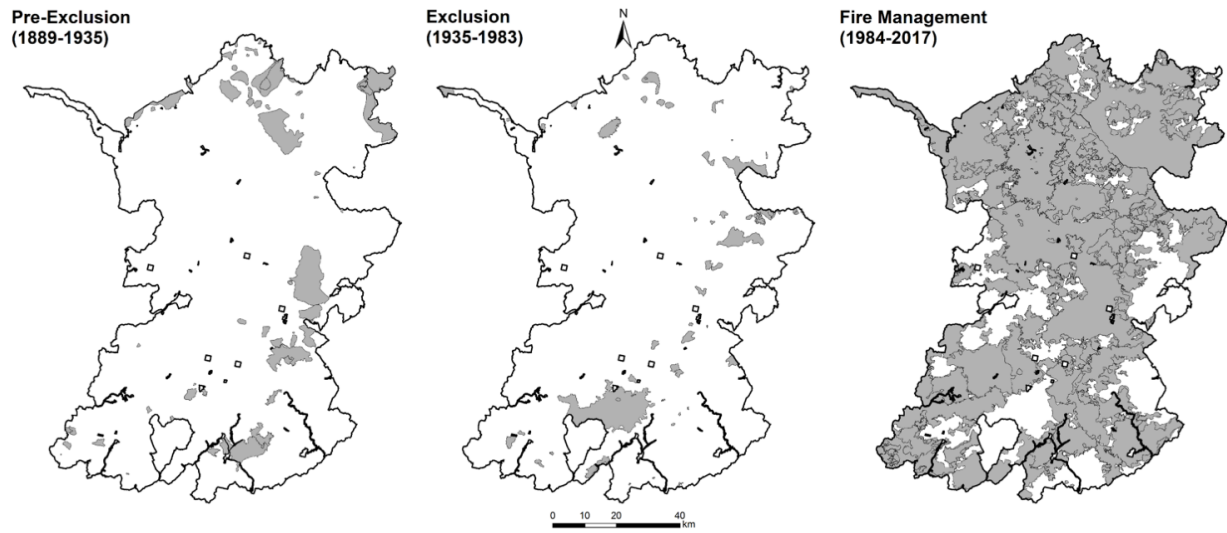 Pre-Exclusion
(1889-1935)
Exclusion
(1935-1983)
N
Fire Management
(1984-2017)
0 10 20 40
km